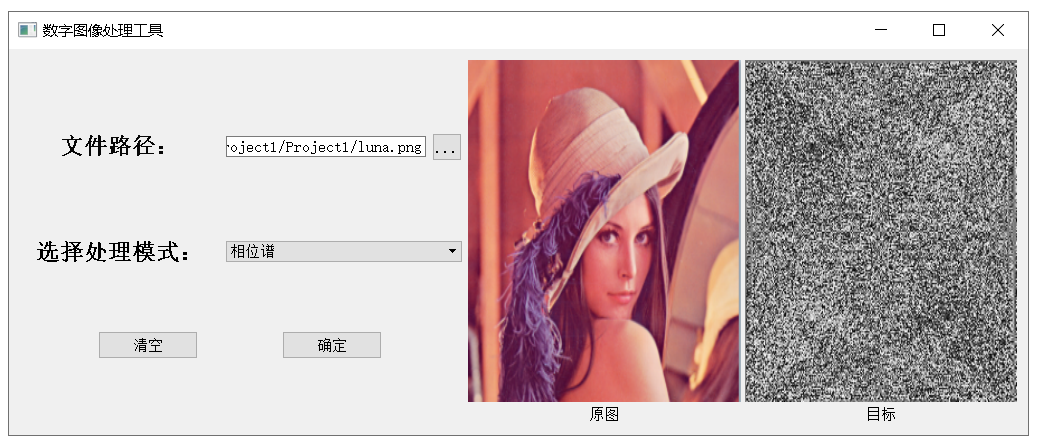 数字图像处理工具
文件路径：
roject1/Project1/luna.png
...
选择处理模式：
相位谱
清空
确定
原图
目标